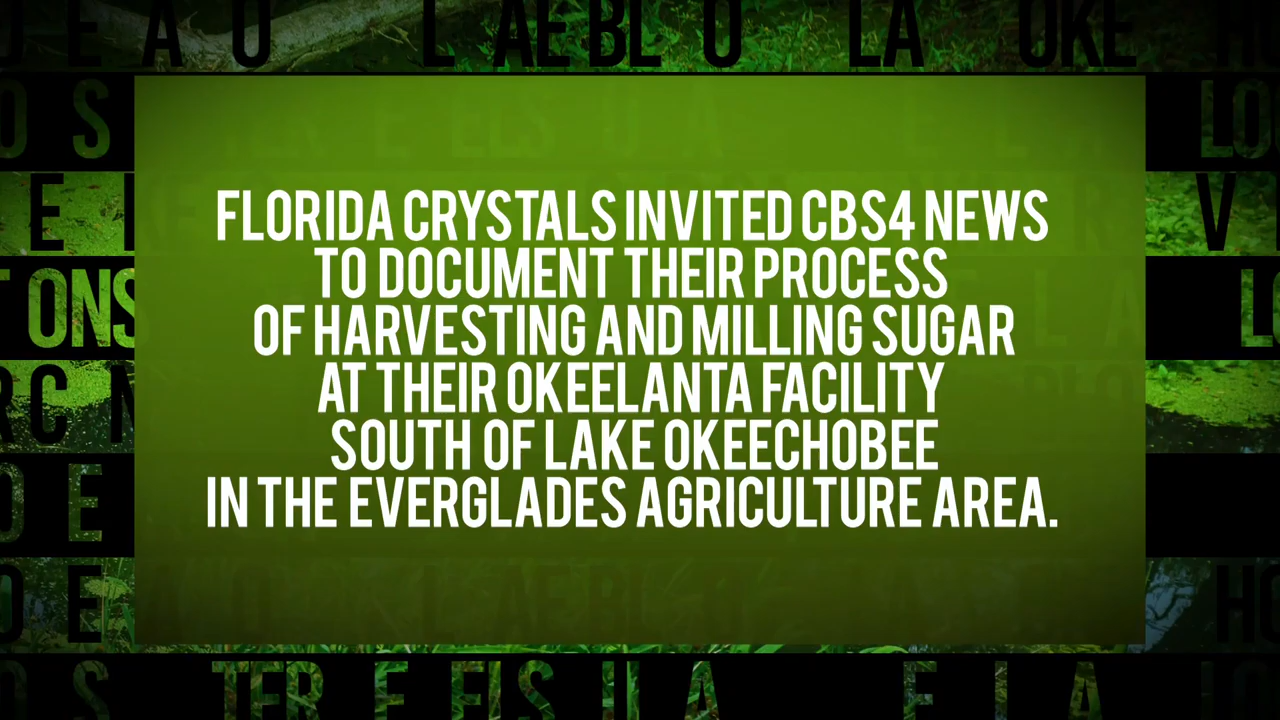 FLORIDA CRYSTALS INVITED CBS4 NEWS
TO DOCUMENT THEIR PROCESS
OF HARVESTING AND MILLING SUGAR
AT THEIR OKEELANTA FACILITY
SOUTH OF LAKE OKEECHOBEE
IN THE EVERGLADES AGRICULTURE AREA.